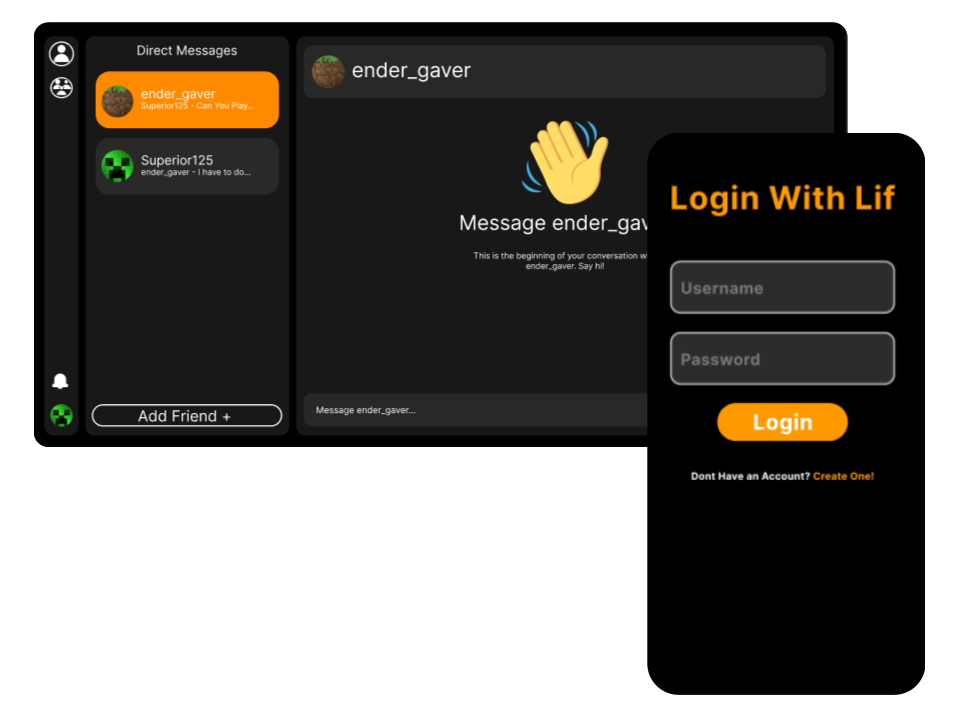 Direct Messages
ender_gaver
Superior125 - Can You Play...
Superior125
ender_gaver - I have to do...
Add Friend +
ender_gaver
Message ender_gav
This is the beginning of your conversation w
ender_gaver. Say hi!
Message ender_gaver...
Login With Lif
Username
Password
Login
Dont Have an Account? Create One!